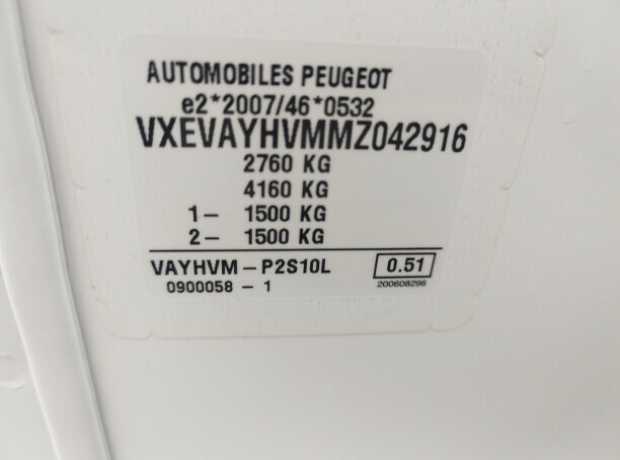 AUTOMOBILES PEUGEOT
e2*2007/46*0532
VXEVAYHVMMZ042916
2760 KG
4160 KG
1- 1500 KG
2- 1500 KG
VAYHVM-P2S10L 0.51
0900058 - 1 200608296